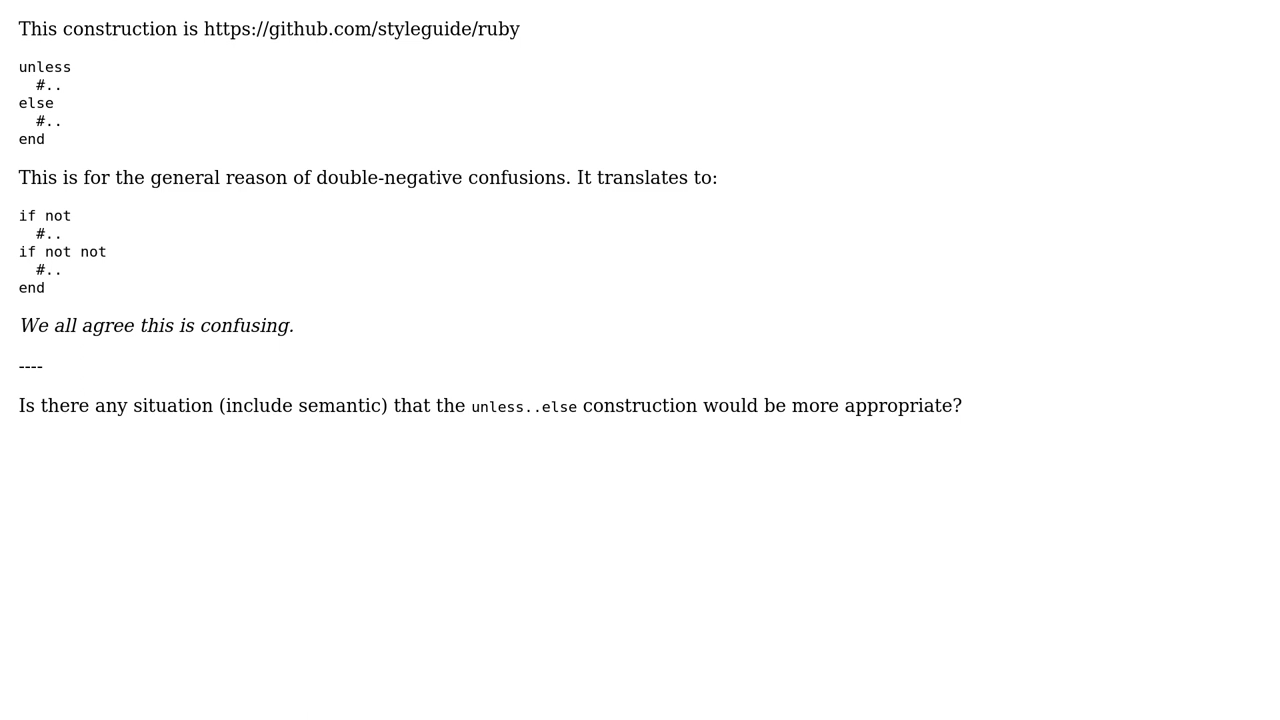 This construction is https://github.com/styleguide/ruby
unless
  #..
else
  #..
end
This is for the general reason of double-negative confusions. It translates to:
if not
  #..
if not not
  #..
end
We all agree this is confusing.
----
Is there any situation (include semantic) that the unless..else construction would be more appropriate?